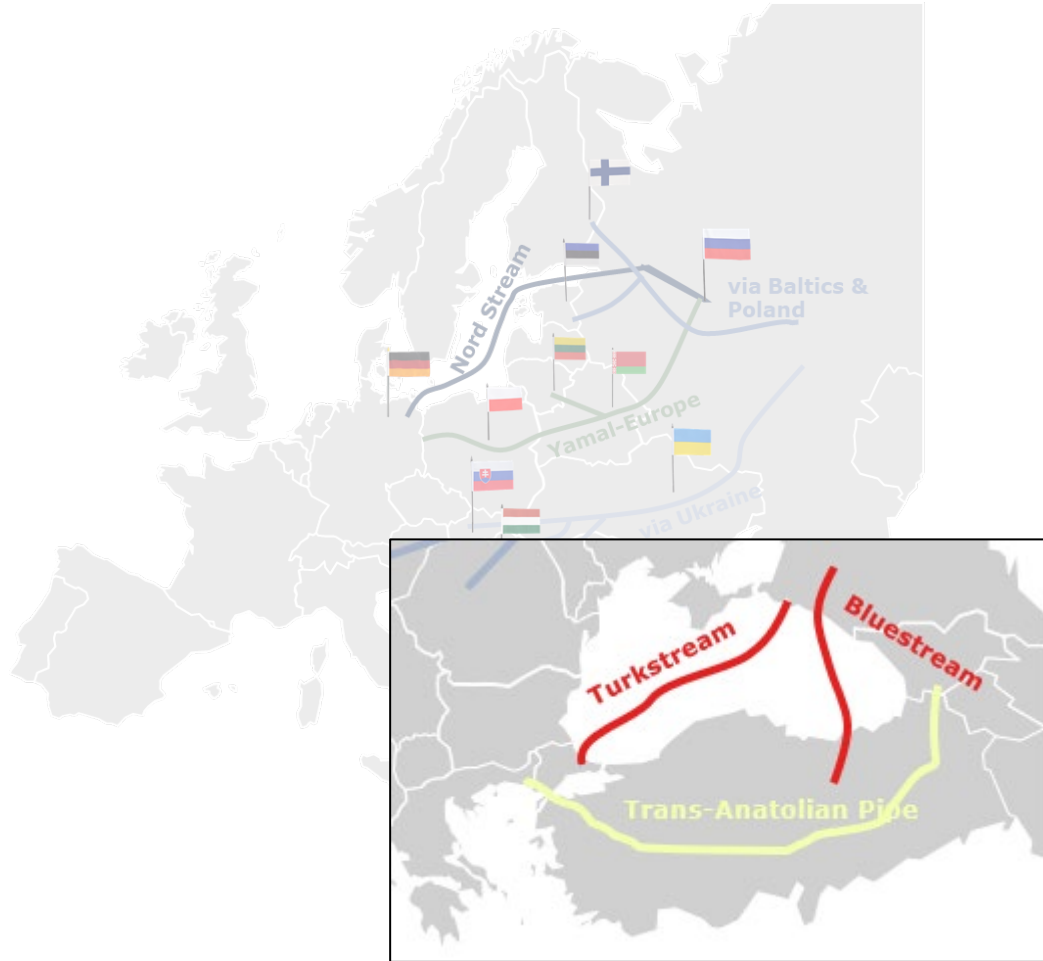 Nord Stream
via Baltics &
Poland
Yamal-Europe
via Ukraine
Turkstream
Bluestream
Trans-Anatolian Pipe